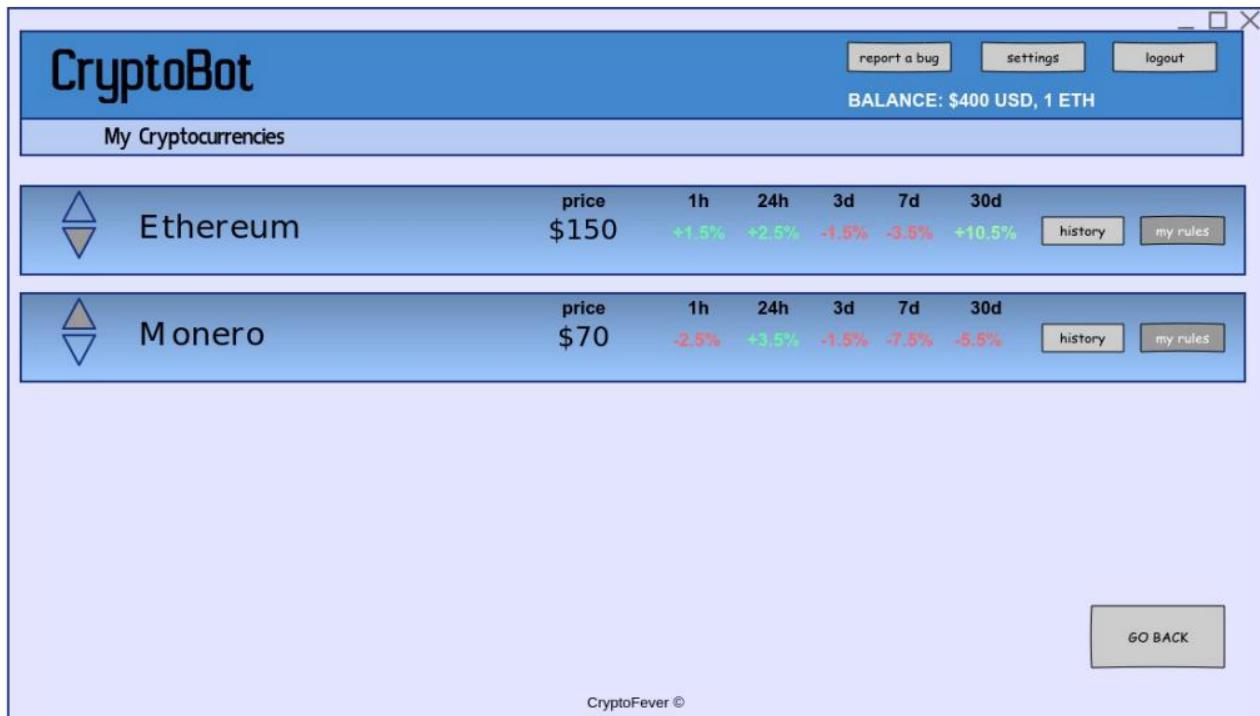 CryptoBot
report a bug settings logout
BALANCE: $400 USD, 1 ETH
My Cryptocurrencies
price 1h 24h 3d 7d 30d
Ethereum $150 +1.5% +2.5% -1.5% -3.5% +10.5% history my rules
price 1h 24h 3d 7d 30d
Monero $70 -2.5% +3.5% -1.5% -7.5% -5.5% history my rules
GO BACK
CryptoFever ©